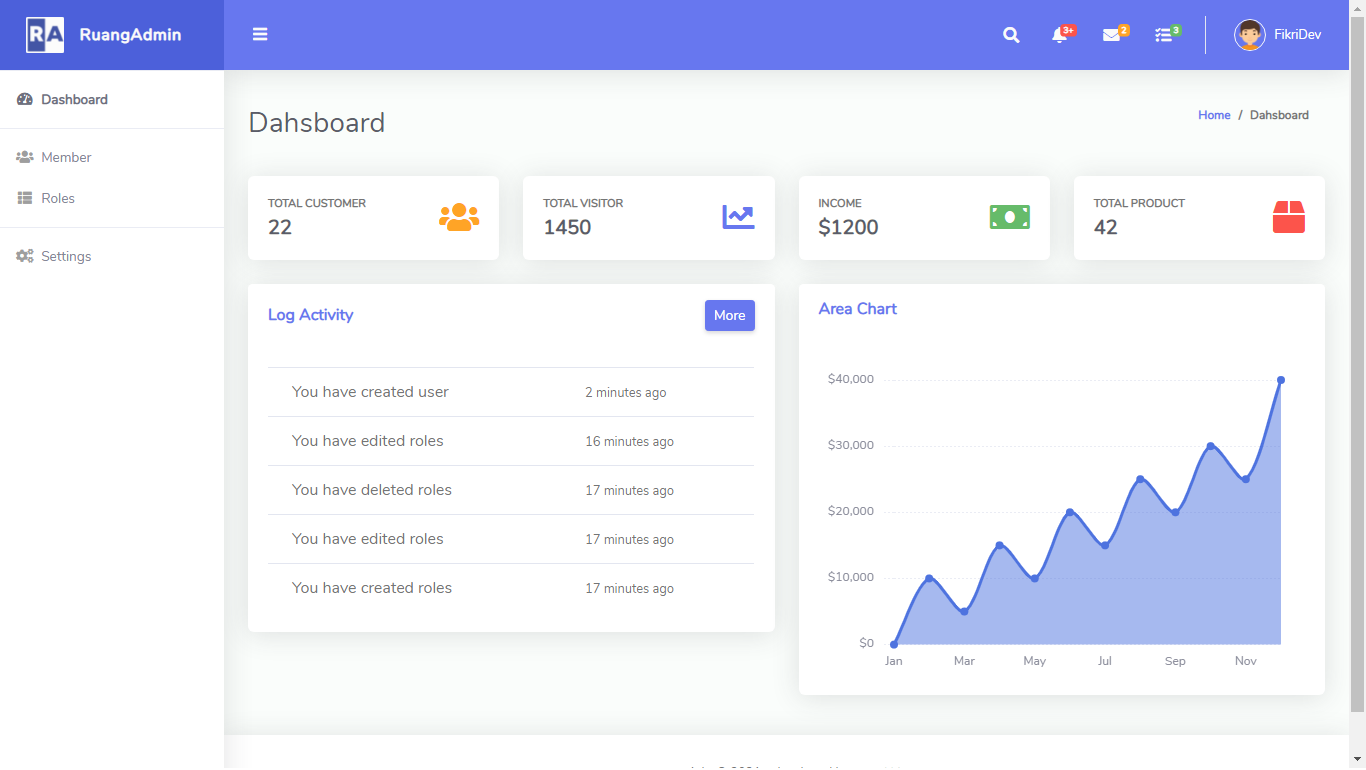 RA RuangAdmin
3+ 2 3 FikriDev
Dashboard
Member
Roles
Settings
Dahsboard
Home / Dahsboard
TOTAL CUSTOMER
22
TOTAL VISITOR
1450
INCOME
$1200
TOTAL PRODUCT
42
Log Activity
More
You have created user 2 minutes ago
You have edited roles 16 minutes ago
You have deleted roles 17 minutes ago
You have edited roles 17 minutes ago
You have created roles 17 minutes ago
Area Chart
$40,000
$30,000
$20,000
$10,000
$0
Jan Mar May Jul Sep Nov